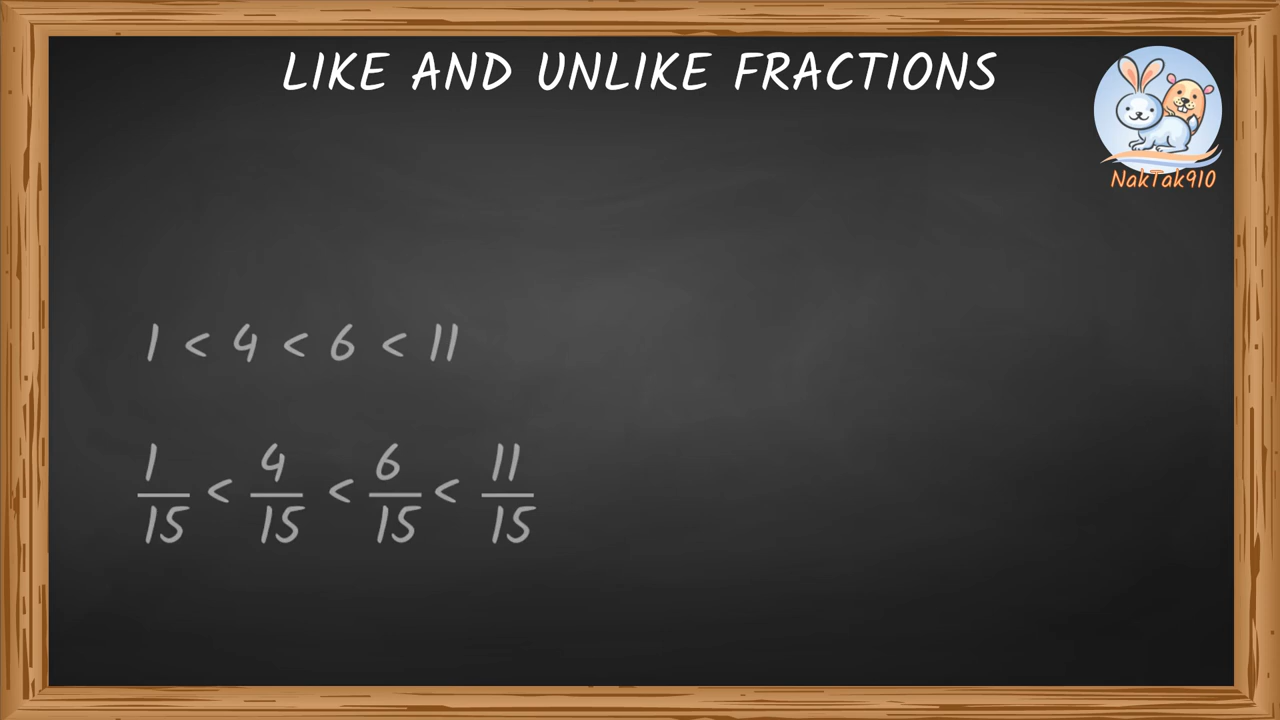 LIKE AND UNLIKE FRACTIONS
NakTak910
1 < 4 < 6 < 11
1/15 < 4/15 < 6/15 < 11/15